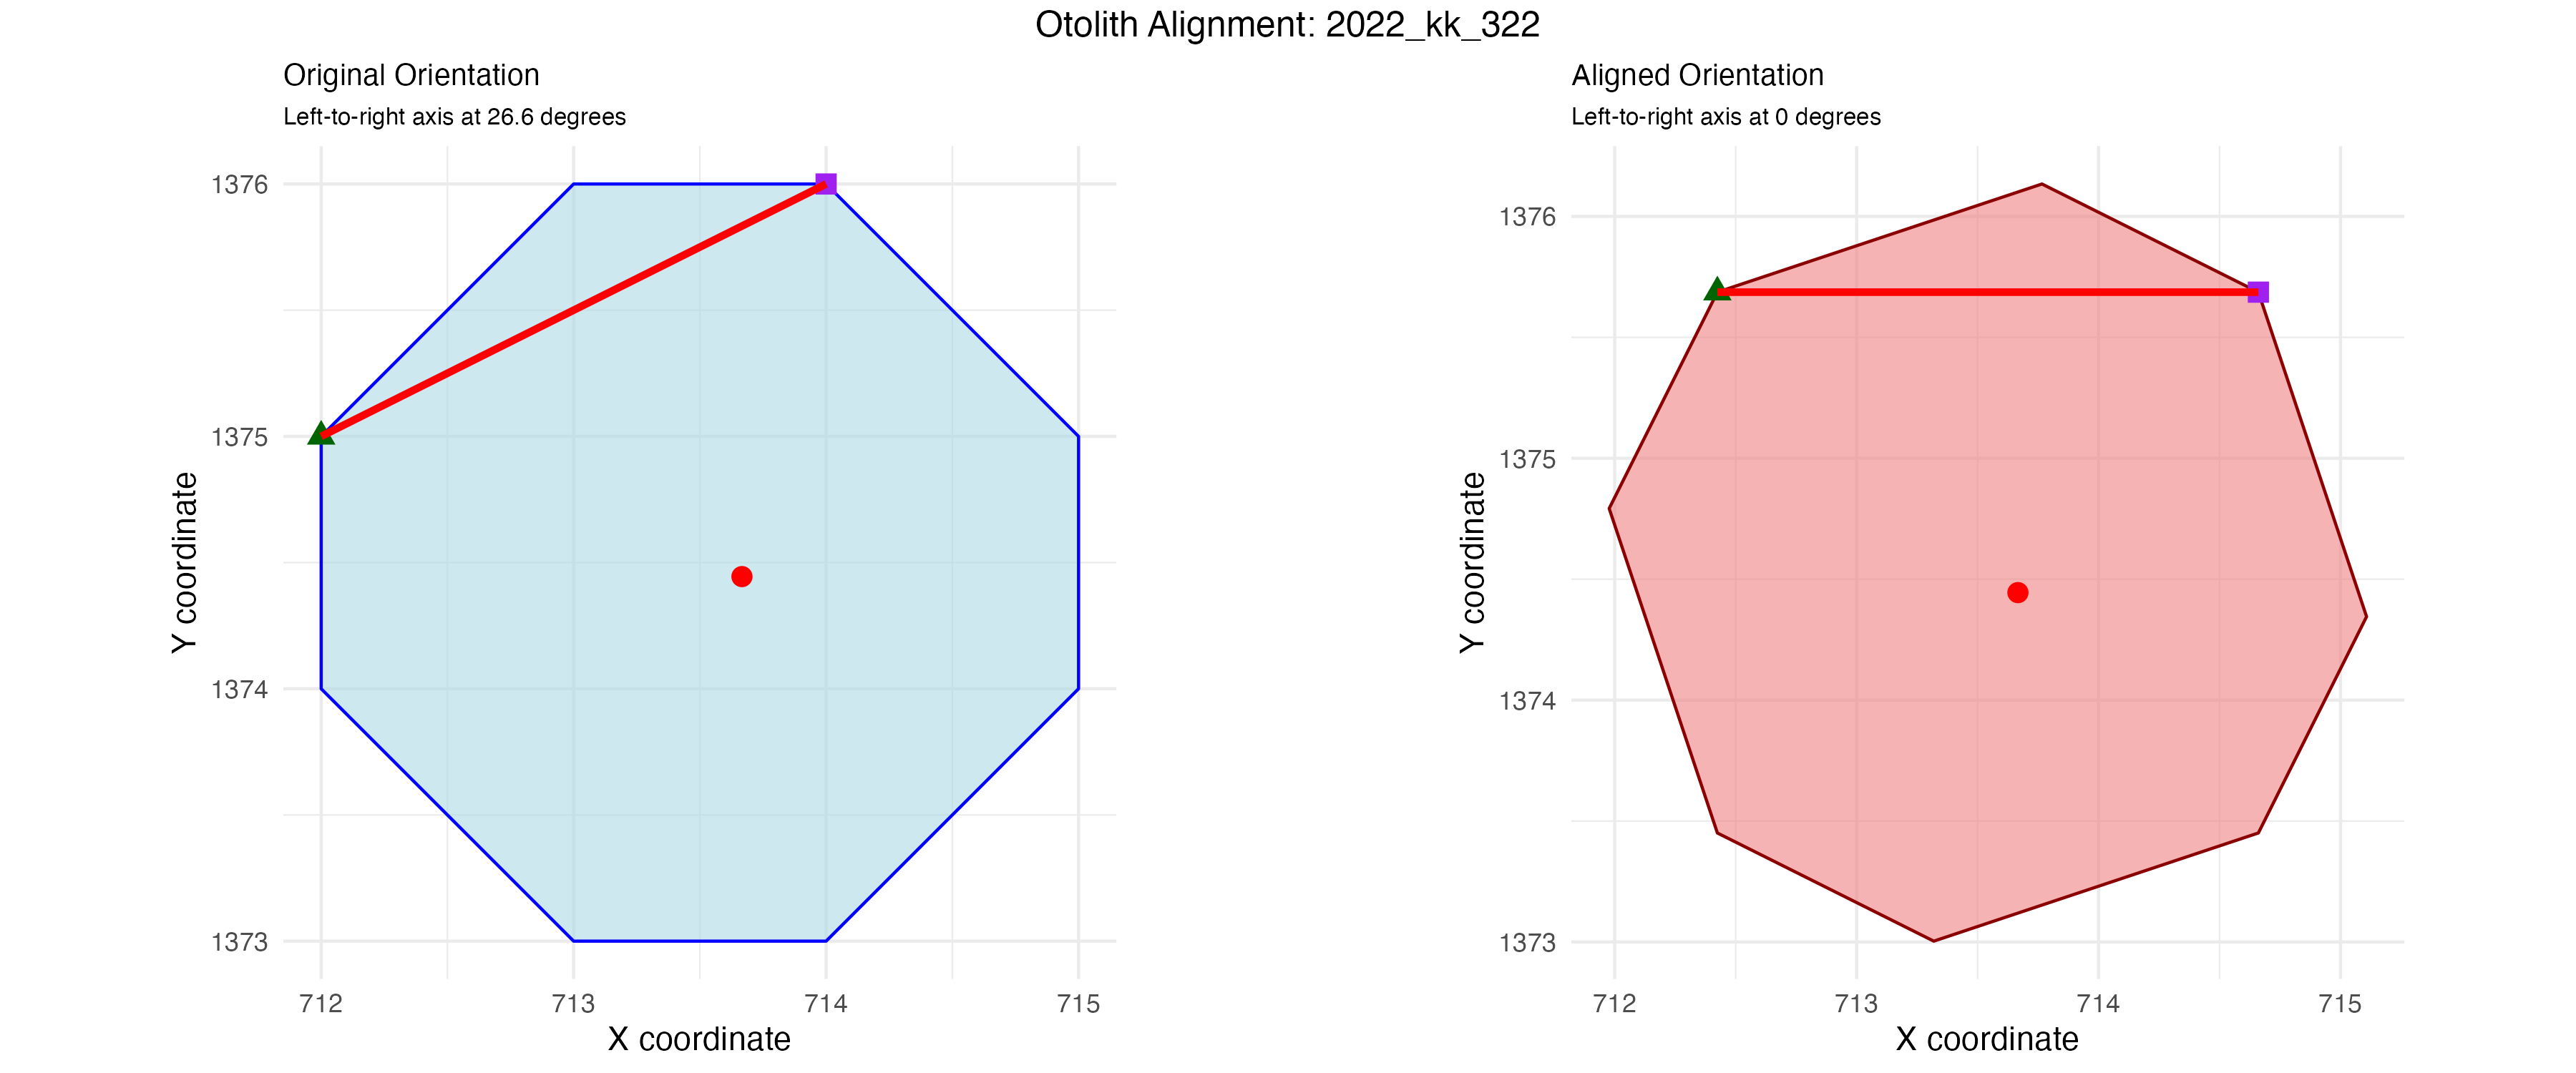 Otolith Alignment: 2022_kk_322
Original Orientation
Left-to-right axis at 26.6 degrees
1376
1375
1374
1373
Y coordinate
712 713 714 715
X coordinate
Aligned Orientation
Left-to-right axis at 0 degrees
1376
1375
1374
1373
Y coordinate
712 713 714 715
X coordinate